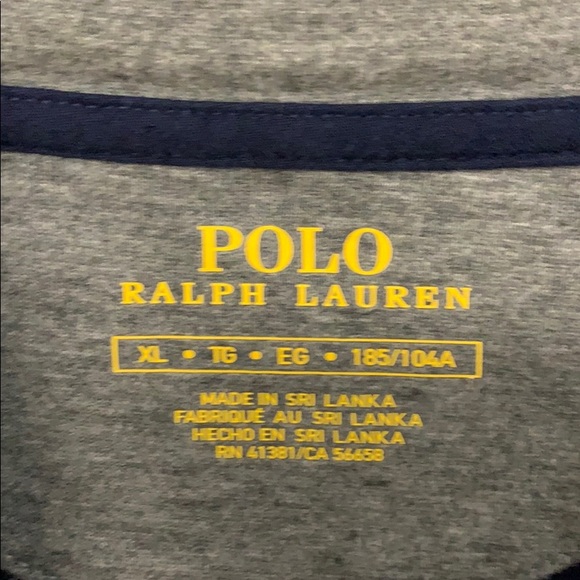 POLO
RALPH LAUREN
XL • TG • EG • 185/104A
MADE IN SRI LANKA
FABRIQUÉ AU SRI LANKA
HECHO EN SRI LANKA
RN 41381/CA 56658